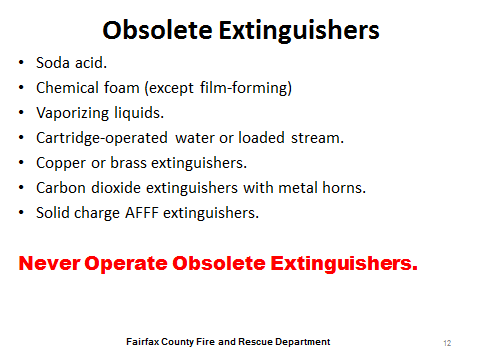 Obsolete Extinguishers
• Soda acid.
• Chemical foam (except film-forming)
• Vaporizing liquids.
• Cartridge-operated water or loaded stream.
• Copper or brass extinguishers.
• Carbon dioxide extinguishers with metal horns.
• Solid charge AFFF extinguishers.
Never Operate Obsolete Extinguishers.
Fairfax County Fire and Rescue Department
12